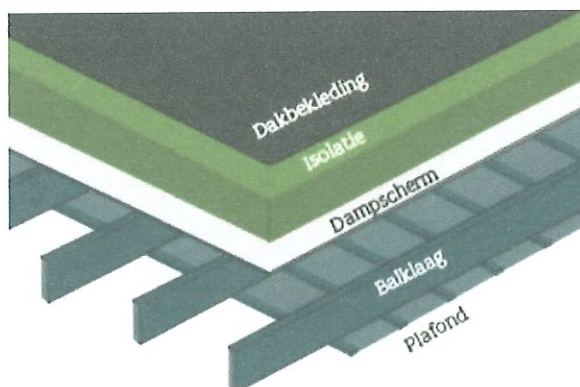 Dakbekleding
Isolatie
Dampscherm
Balklaag
Plafond